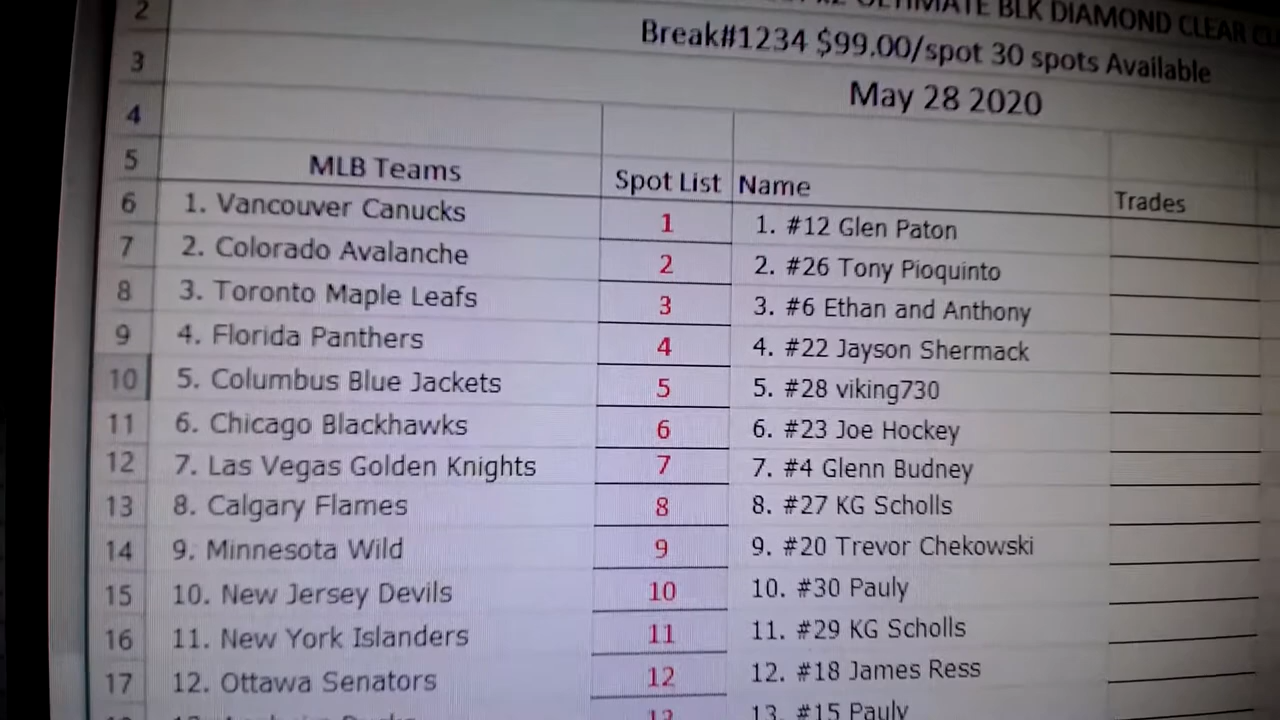 2 ULTIMATE BLK DIAMOND CLEAR
Break#1234 $99.00/spot 30 spots Available
3 May 28 2020
4
5 MLB Teams Spot List Name Trades
6 1. Vancouver Canucks 1 1. #12 Glen Paton
7 2. Colorado Avalanche 2 2. #26 Tony Pioquinto
8 3. Toronto Maple Leafs 3 3. #6 Ethan and Anthony
9 4. Florida Panthers 4 4. #22 Jayson Shermack
10 5. Columbus Blue Jackets 5 5. #28 viking730
11 6. Chicago Blackhawks 6 6. #23 Joe Hockey
12 7. Las Vegas Golden Knights 7 7. #4 Glenn Budney
13 8. Calgary Flames 8 8. #27 KG Scholls
14 9. Minnesota Wild 9 9. #20 Trevor Chekowski
15 10. New Jersey Devils 10 10. #30 Pauly
16 11. New York Islanders 11 11. #29 KG Scholls
17 12. Ottawa Senators 12 12. #18 James Ress
13 13. #15 Pauly